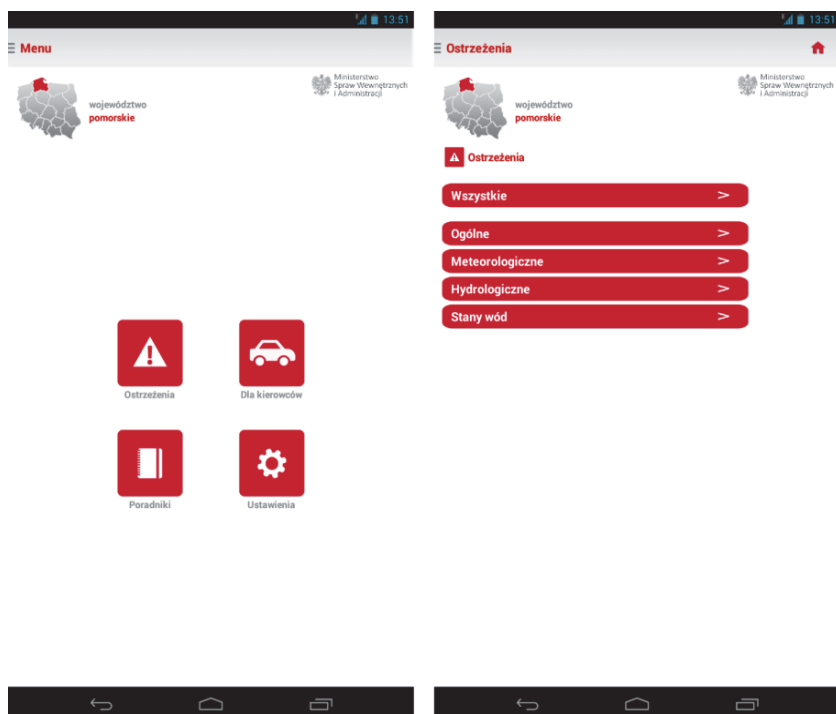 13:51
Menu
województwo
pomorskie
Ministerstwo
Spraw Wewnętrznych
i Administracji
Ostrzeżenia
Dla kierowców
Poradniki
Ustawienia
13:51
Ostrzeżenia
województwo
pomorskie
Ministerstwo
Spraw Wewnętrznych
i Administracji
Ostrzeżenia
Wszystkie >
Ogólne >
Meteorologiczne >
Hydrologiczne >
Stany wód >